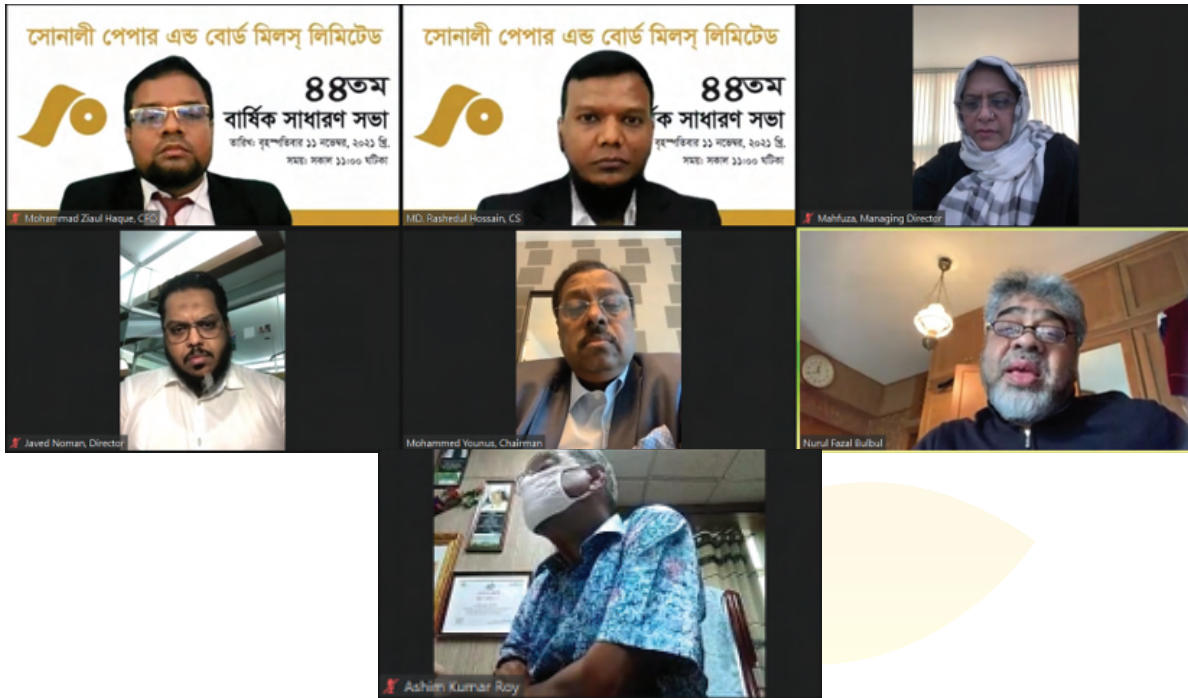 সোনালী পেপার এন্ড বোর্ড মিলস্ লিমিটেড
৪৪তম
বার্ষিক সাধারণ সভা
তারিখ: বৃহস্পতিবার ১১ নভেম্বর, ২০২১ খ্রি.
সময়: সকাল ১১:০০ ঘটিকা
Mohammad Ziaul Haque, CFO
সোনালী পেপার এন্ড বোর্ড মিলস্ লিমিটেড
৪৪তম
র্ষিক সাধারণ সভা
বৃহস্পতিবার ১১ নভেম্বর, ২০২১ খ্রি.
সময়: সকাল ১১:০০ ঘটিকা
MD. Rashedul Hossain, CS
Mahfuza, Managing Director
Javed Noman, Director
Mohammed Younus, Chairman
Nurul Fazal Bulbul
Ashim Kumar Roy